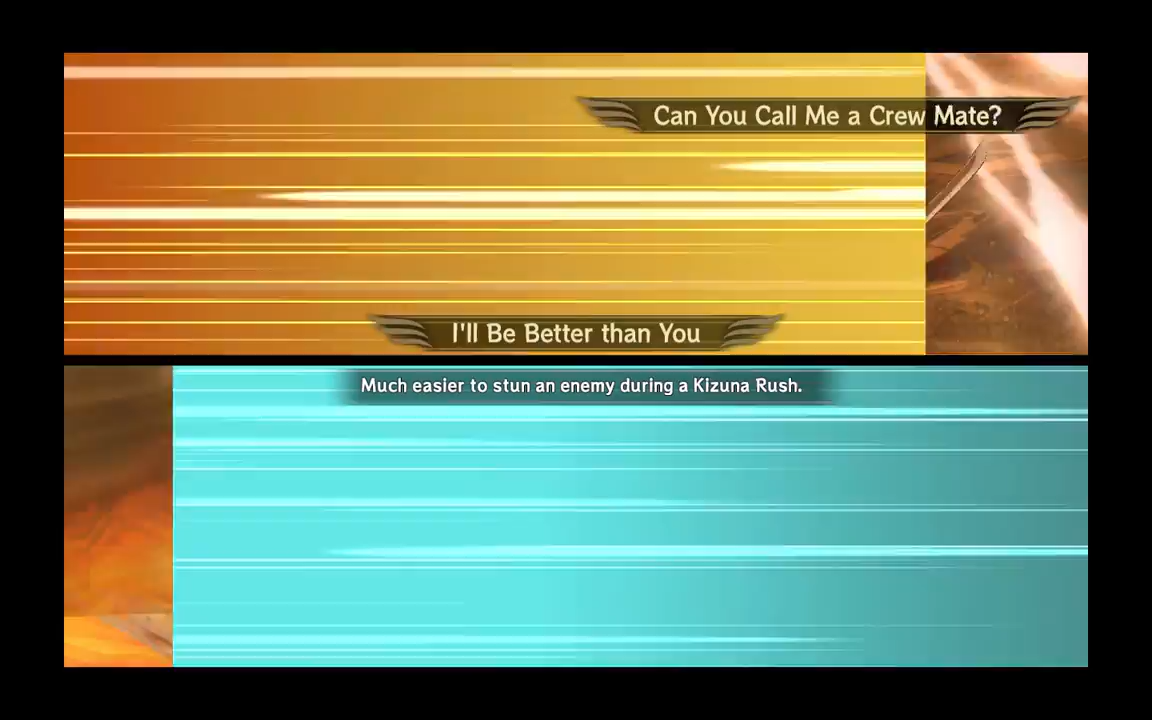 Can You Call Me a Crew Mate?
I'll Be Better than You
Much easier to stun an enemy during a Kizuna Rush.